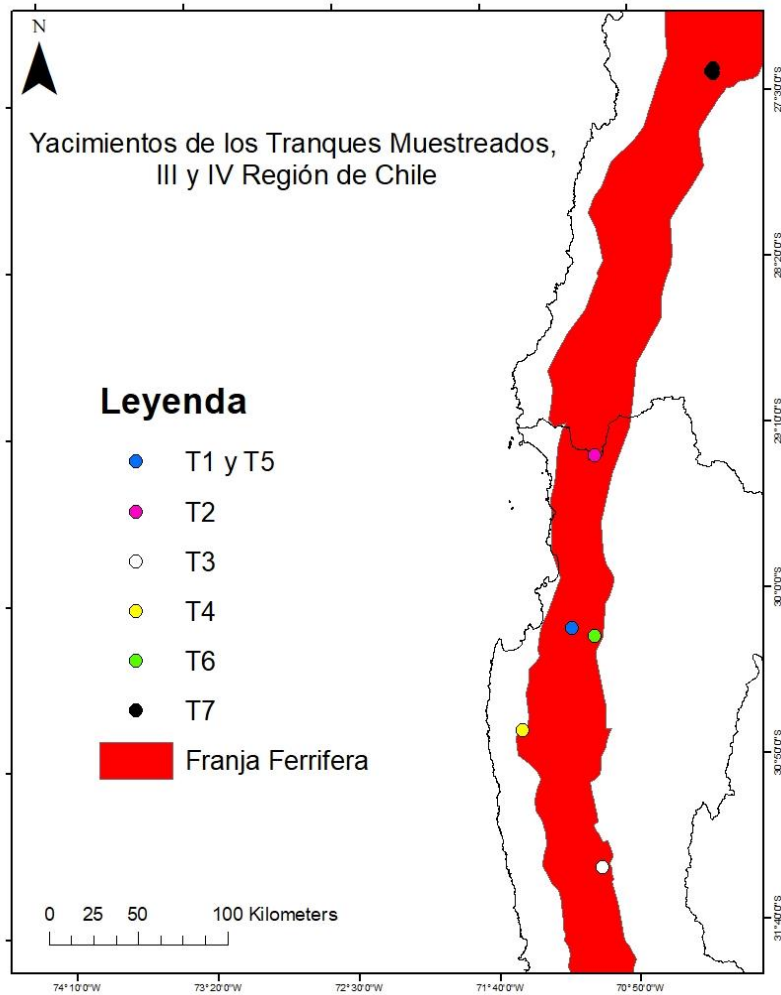 N
Yacimientos de los Tranques Muestreados,
III y IV Región de Chile
Leyenda
T1 y T5
T2
T3
T4
T6
T7
Franja Ferrifera
0 25 50 100 Kilometers
27°30'0"S
28°20'0"S
29°10'0"S
30°0'0"S
30°50'0"S
31°40'0"S
74°10'0"W
73°20'0"W
72°30'0"W
71°40'0"W
70°50'0"W